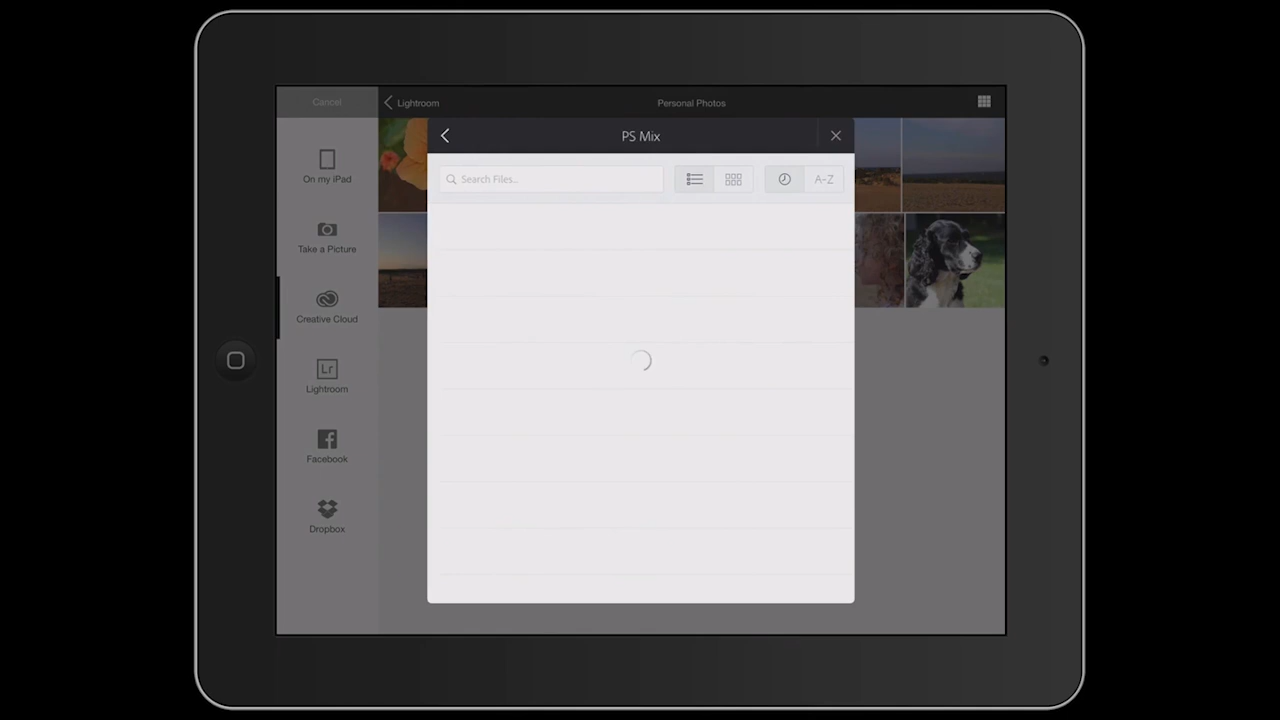 Cancel
Lightroom
Personal Photos
PS Mix
Search Files...
A-Z
On my iPad
Take a Picture
Creative Cloud
Lr
Lightroom
Facebook
Dropbox